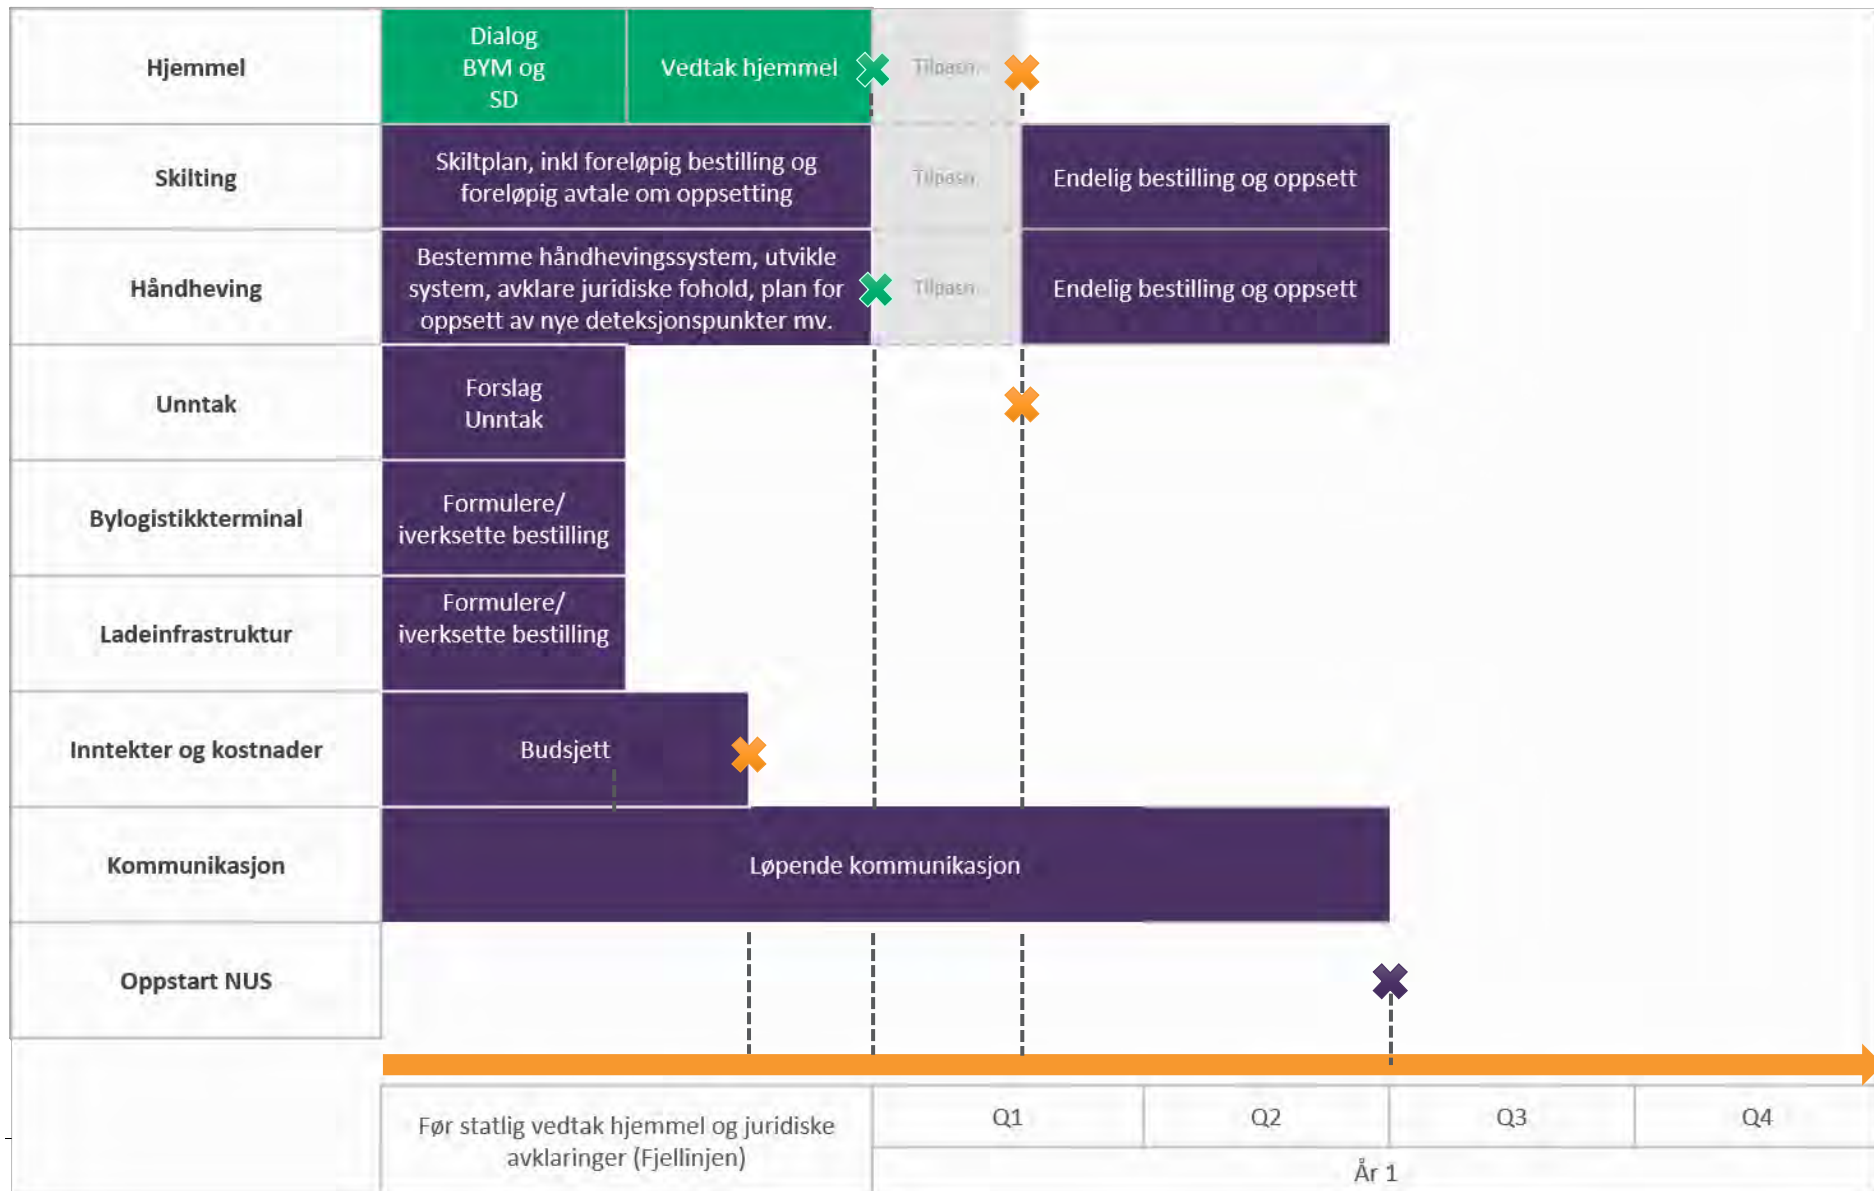 Hjemmel
Dialog
BYM og
SD
Vedtak hjemmel
Tilpasn.
Skilting
Skiltplan, inkl foreløpig bestilling og
foreløpig avtale om oppsetting
Tilpasn.
Endelig bestilling og oppsett
Håndheving
Bestemme håndhevingssystem, utvikle
system, avklare juridiske fohold, plan for
oppsett av nye deteksjonspunkter mv.
Tilpasn.
Endelig bestilling og oppsett
Unntak
Forslag
Unntak
Bylogistikkterminal
Formulere/
iverksette bestilling
Ladeinfrastruktur
Formulere/
iverksette bestilling
Inntekter og kostnader
Budsjett
Kommunikasjon
Løpende kommunikasjon
Oppstart NUS
Før statlig vedtak hjemmel og juridiske
avklaringer (Fjellinjen)
Q1
Q2
Q3
Q4
År 1